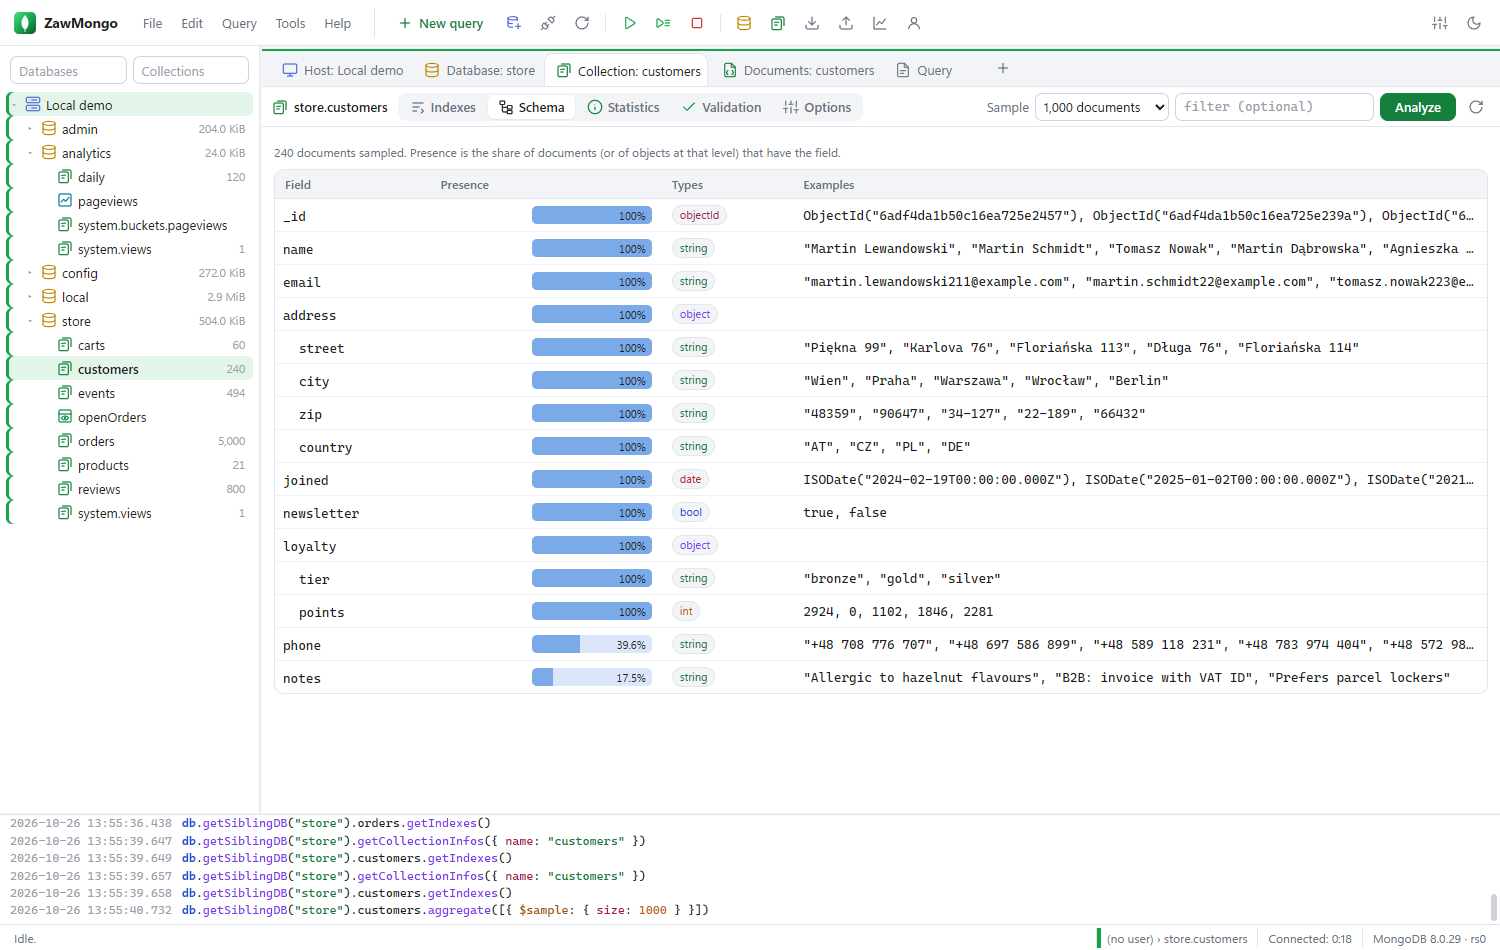 ZawMongo File Edit Query Tools Help New query
Databases Collections
Local demo
admin 204.0 KiB
analytics 24.0 KiB
daily 120
pageviews
system.buckets.pageviews
system.views 1
config 272.0 KiB
local 2.9 MiB
store 504.0 KiB
carts 60
customers 240
events 494
openOrders
orders 5,000
products 21
reviews 800
system.views 1
Host: Local demo Database: store Collection: customers Documents: customers Query
store.customers Indexes Schema Statistics Validation Options Sample 1,000 documents filter (optional) Analyze
240 documents sampled. Presence is the share of documents (or of objects at that level) that have the field.
Field Presence Types Examples
_id 100% objectId ObjectId("6adf4da1b50c16ea725e2457"), ObjectId("6adf4da1b50c16ea725e239a"), ObjectId("6…
name 100% string "Martin Lewandowski", "Martin Schmidt", "Tomasz Nowak", "Martin Dąbrowska", "Agnieszka …
email 100% string "martin.lewandowski211@example.com", "martin.schmidt22@example.com", "tomasz.nowak223@e…
address 100% object
street 100% string "Piękna 99", "Karlova 76", "Floriańska 113", "Długa 76", "Floriańska 114"
city 100% string "Wien", "Praha", "Warszawa", "Wrocław", "Berlin"
zip 100% string "48359", "90647", "34-127", "22-189", "66432"
country 100% string "AT", "CZ", "PL", "DE"
joined 100% date ISODate("2024-02-19T00:00:00.000Z"), ISODate("2025-01-02T00:00:00.000Z"), ISODate("2021…
newsletter 100% bool true, false
loyalty 100% object
tier 100% string "bronze", "gold", "silver"
points 100% int 2924, 0, 1102, 1846, 2281
phone 39.6% string "+48 708 776 707", "+48 697 586 899", "+48 589 118 231", "+48 783 974 404", "+48 572 98…
notes 17.5% string "Allergic to hazelnut flavours", "B2B: invoice with VAT ID", "Prefers parcel lockers"
2026-10-26 13:55:36.438 db.getSiblingDB("store").orders.getIndexes()
2026-10-26 13:55:39.647 db.getSiblingDB("store").getCollectionInfos({ name: "customers" })
2026-10-26 13:55:39.649 db.getSiblingDB("store").customers.getIndexes()
2026-10-26 13:55:39.657 db.getSiblingDB("store").getCollectionInfos({ name: "customers" })
2026-10-26 13:55:39.658 db.getSiblingDB("store").customers.getIndexes()
2026-10-26 13:55:40.732 db.getSiblingDB("store").customers.aggregate([{ $sample: { size: 1000 } }])
Idle. (no user) › store.customers Connected: 0:18 MongoDB 8.0.29 · rs0